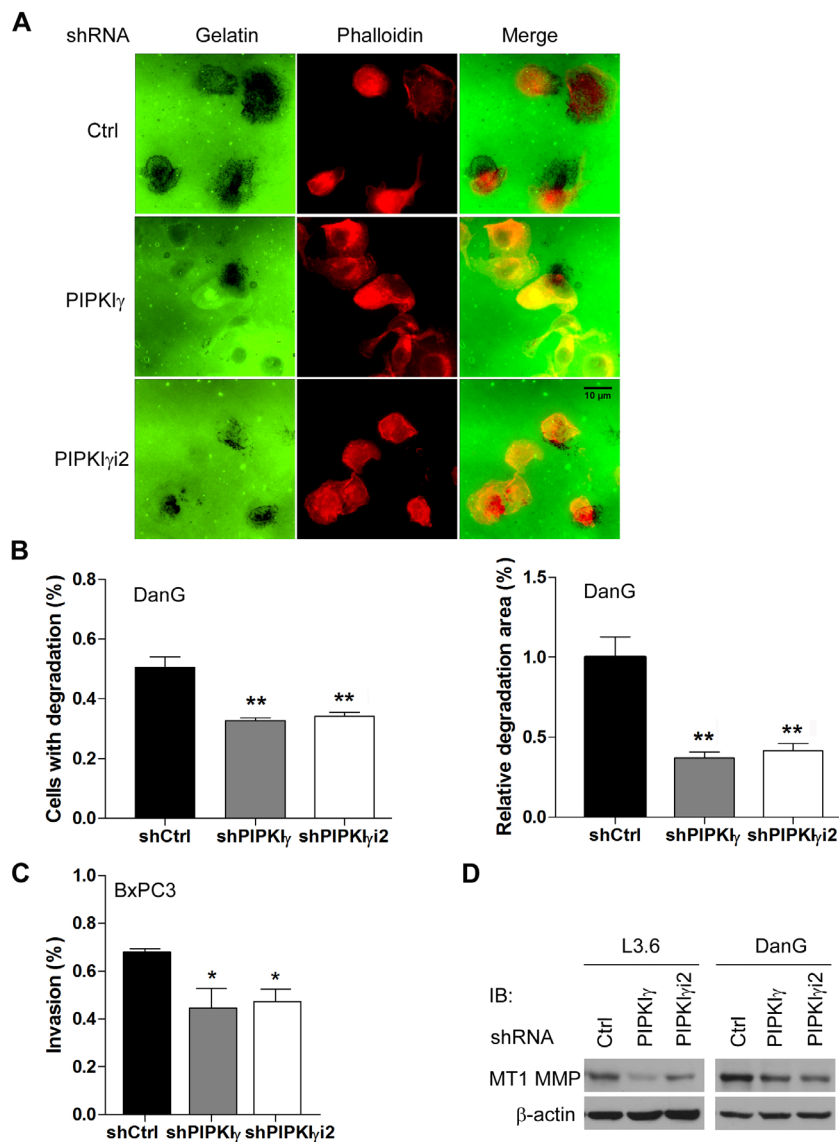 A
shRNA Gelatin Phalloidin Merge
Ctrl
PIPKIγ
10 μm
PIPKIγi2
B
Cells with degradation (%)
0.8
0.6
0.4
0.2
0.0
DanG
** **
shCtrl shPIPKIγ shPIPKIγi2
Relative degradation area (%)
1.5
1.0
0.5
0.0
DanG
** **
shCtrl shPIPKIγ shPIPKIγi2
C
Invasion (%)
1.0
0.8
0.6
0.4
0.2
0.0
BxPC3
* *
shCtrl shPIPKIγ shPIPKIγi2
D
L3.6 DanG
IB:
shRNA Ctrl PIPKIγ PIPKIγi2 Ctrl PIPKIγ PIPKIγi2
MT1 MMP
β-actin